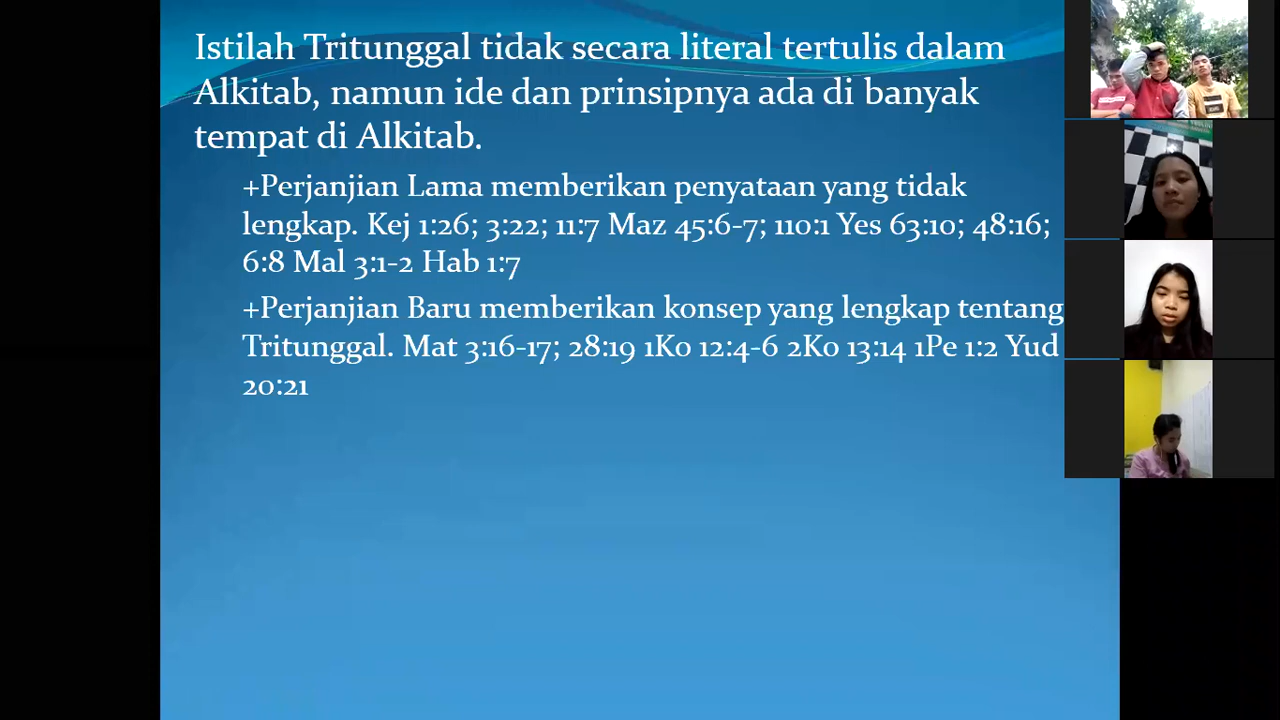 Istilah Tritunggal tidak secara literal tertulis dalam
Alkitab, namun ide dan prinsipnya ada di banyak
tempat di Alkitab.
+Perjanjian Lama memberikan penyataan yang tidak
lengkap. Kej 1:26; 3:22; 11:7 Maz 45:6-7; 110:1 Yes 63:10; 48:16;
6:8 Mal 3:1-2 Hab 1:7
+Perjanjian Baru memberikan konsep yang lengkap tentang
Tritunggal. Mat 3:16-17; 28:19 1Ko 12:4-6 2Ko 13:14 1Pe 1:2 Yud
20:21